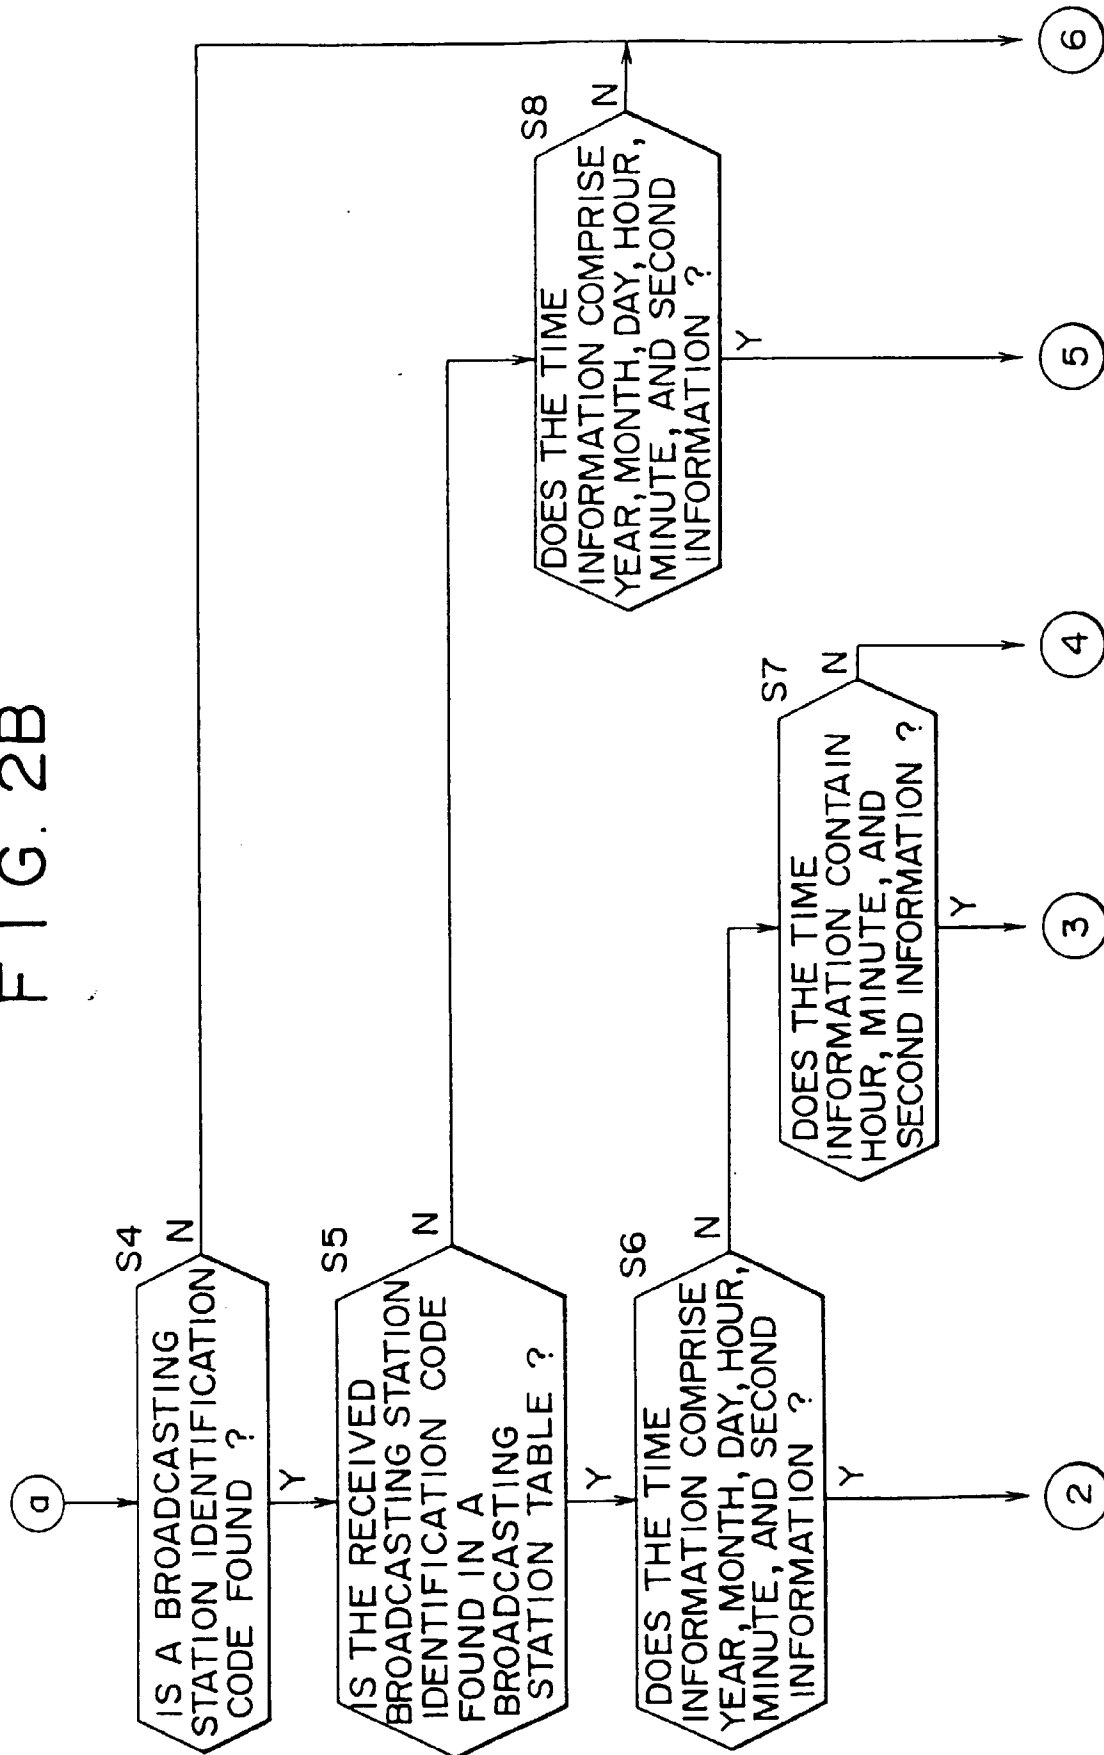 FIG. 2B
a
S4
IS A BROADCASTING
STATION IDENTIFICATION
CODE FOUND ?
N
Y
S5
IS THE RECEIVED
BROADCASTING STATION
IDENTIFICATION CODE
FOUND IN A
BROADCASTING
STATION TABLE ?
N
Y
S6
DOES THE TIME
INFORMATION COMPRISE
YEAR, MONTH, DAY, HOUR,
MINUTE, AND SECOND
INFORMATION ?
N
Y
S7
DOES THE TIME
INFORMATION CONTAIN
HOUR, MINUTE, AND
SECOND INFORMATION ?
N
Y
S8
DOES THE TIME
INFORMATION COMPRISE
YEAR, MONTH, DAY, HOUR,
MINUTE, AND SECOND
INFORMATION ?
N
Y
2
3
4
5
6